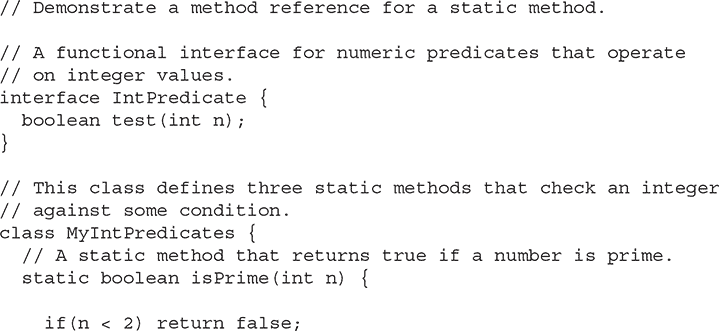 // Demonstrate a method reference for a static method.

// A functional interface for numeric predicates that operate
// on integer values.
interface IntPredicate {
  boolean test(int n);
}

// This class defines three static methods that check an integer
// against some condition.
class MyIntPredicates {
  // A static method that returns true if a number is prime.
  static boolean isPrime(int n) {

    if(n < 2) return false;